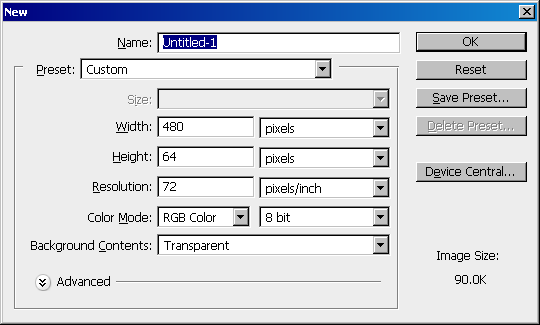 New
Name: Untitled-1
OK
Preset: Custom
Reset
Size:
Save Preset...
Width: 480 pixels
Delete Preset...
Height: 64 pixels
Resolution: 72 pixels/inch
Device Central...
Color Mode: RGB Color 8 bit
Background Contents: Transparent
Image Size:
90.0K
Advanced